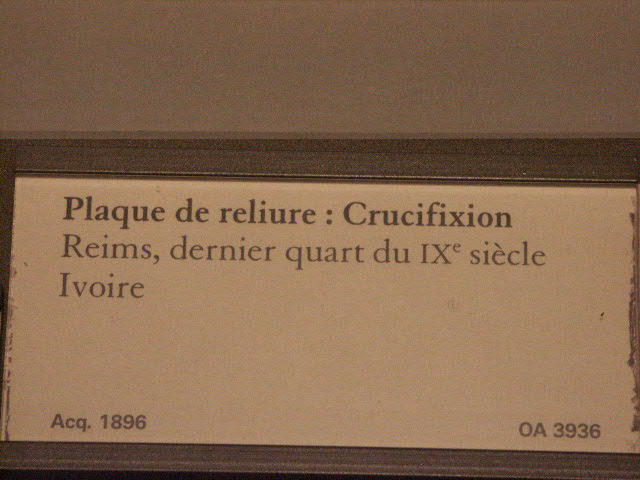 Plaque de reliure : Crucifixion
Reims, dernier quart du IXe siècle
Ivoire
Acq. 1896
OA 3936